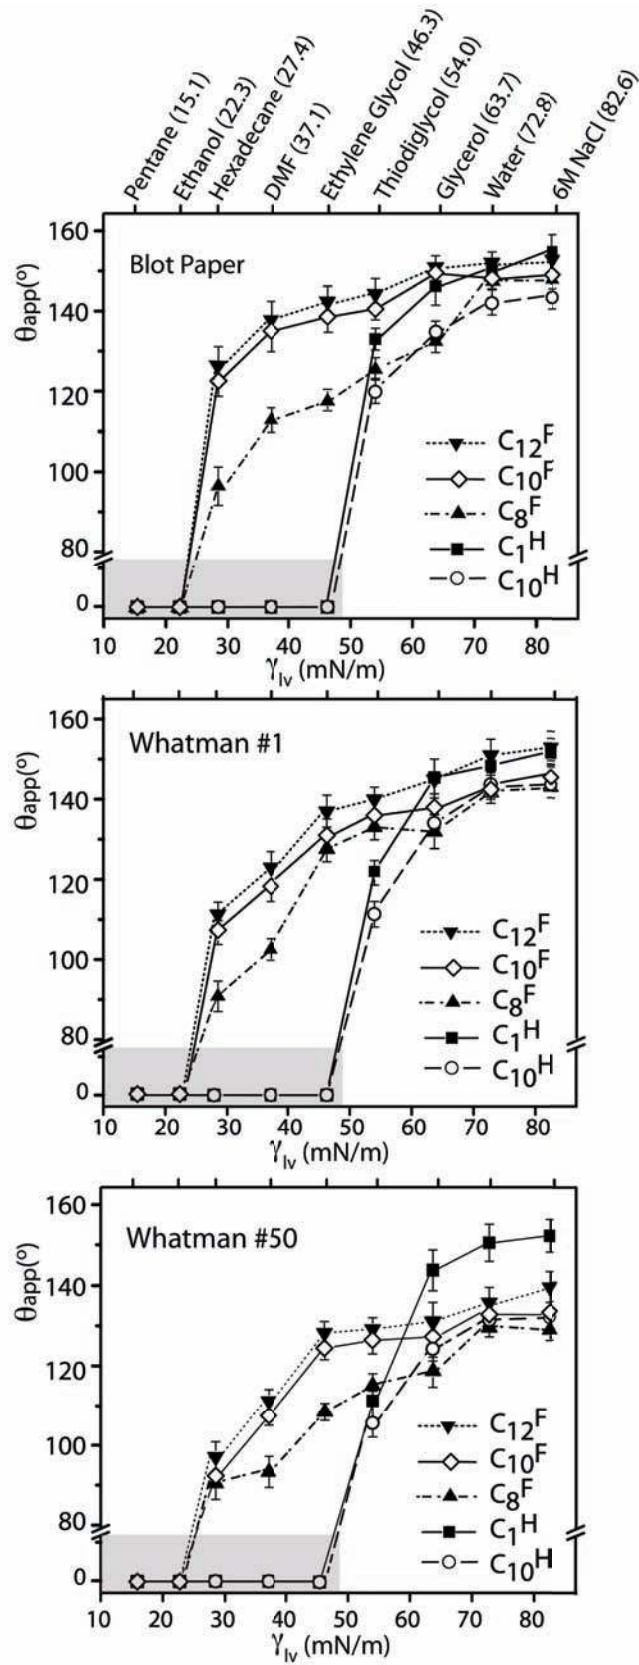 Pentane (15.1)
Ethanol (22.3)
Hexadecane (27.4)
DMF (37.1)
Ethylene Glycol (46.3)
Thiodiglycol (54.0)
Glycerol (63.7)
Water (72.8)
6M NaCl (82.6)
Blot Paper
θapp(º)
160
140
120
100
80
0
C12F
C10F
C8F
C1H
C10H
10 20 30 40 50 60 70 80
γlv (mN/m)
Whatman #1
θapp(º)
160
140
120
100
80
0
C12F
C10F
C8F
C1H
C10H
10 20 30 40 50 60 70 80
γlv (mN/m)
Whatman #50
θapp(º)
160
140
120
100
80
0
C12F
C10F
C8F
C1H
C10H
10 20 30 40 50 60 70 80
γlv (mN/m)